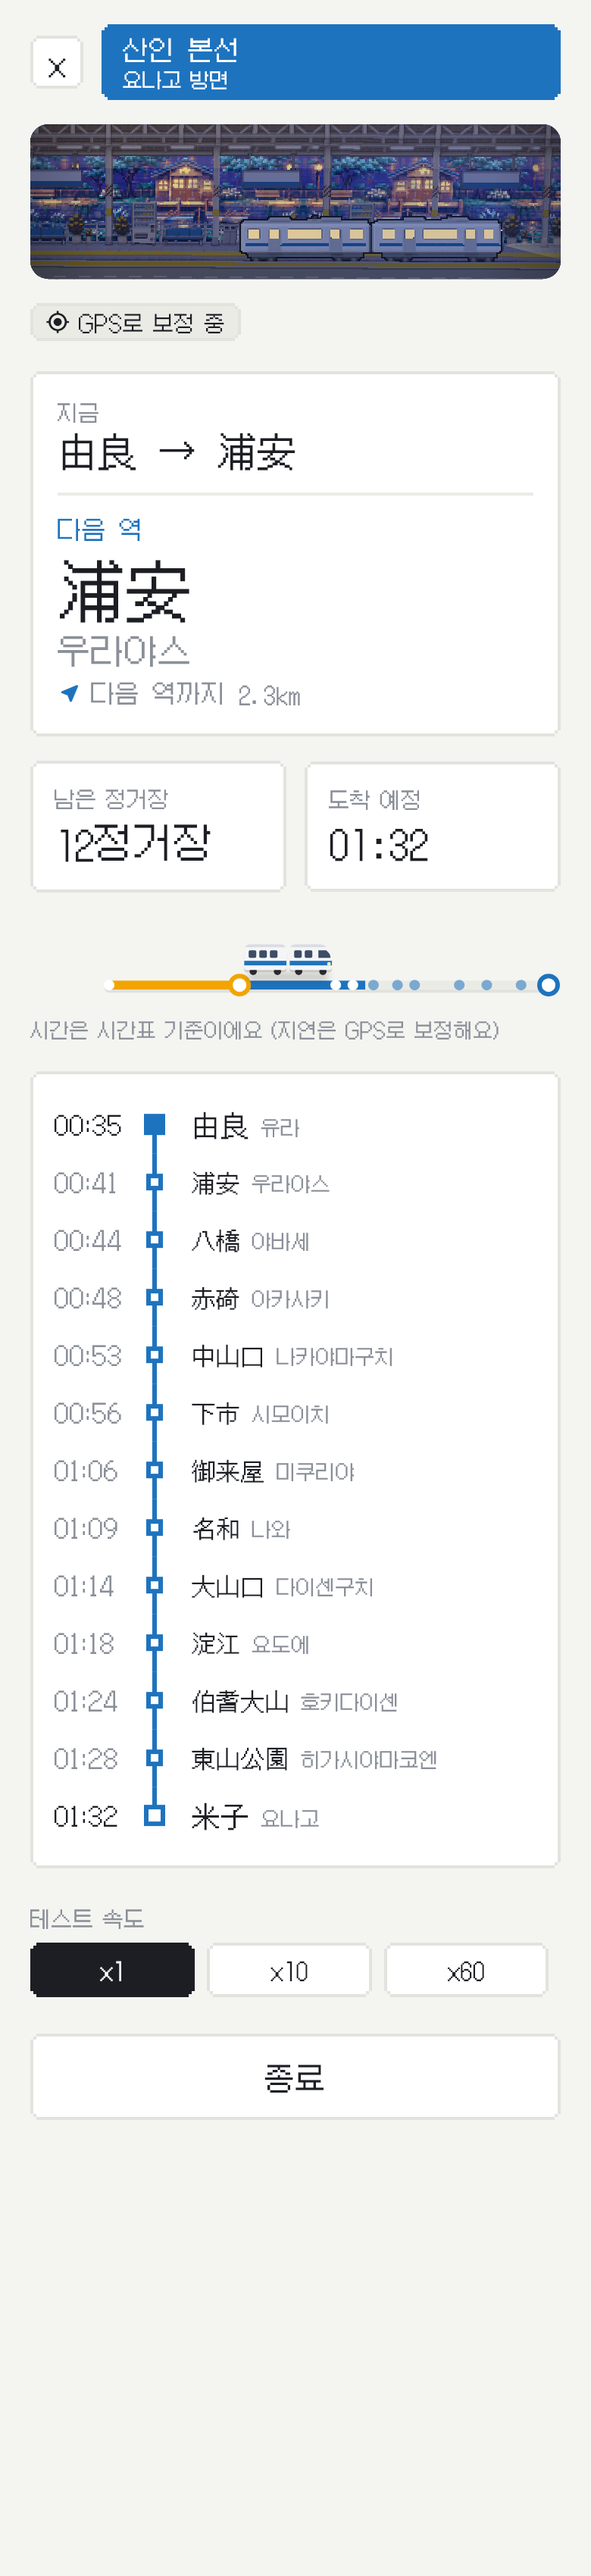 x
산인 본선
요나고 방면
GPS로 보정 중
지금
由良 → 浦安
다음 역
浦安
우라야스
다음 역까지 2.3km
남은 정거장
12정거장
도착 예정
01:32
시간은 시간표 기준이에요 (지연은 GPS로 보정해요)
00:35 由良 유라
00:41 浦安 우라야스
00:44 八橋 야바세
00:48 赤碕 아카사키
00:53 中山口 나카야마구치
00:56 下市 시모이치
01:06 御来屋 미쿠리야
01:09 名和 나와
01:14 大山口 다이센구치
01:18 淀江 요도에
01:24 伯耆大山 호키다이센
01:28 東山公園 히가시야마코엔
01:32 米子 요나고
테스트 속도
x1
x10
x60
종료